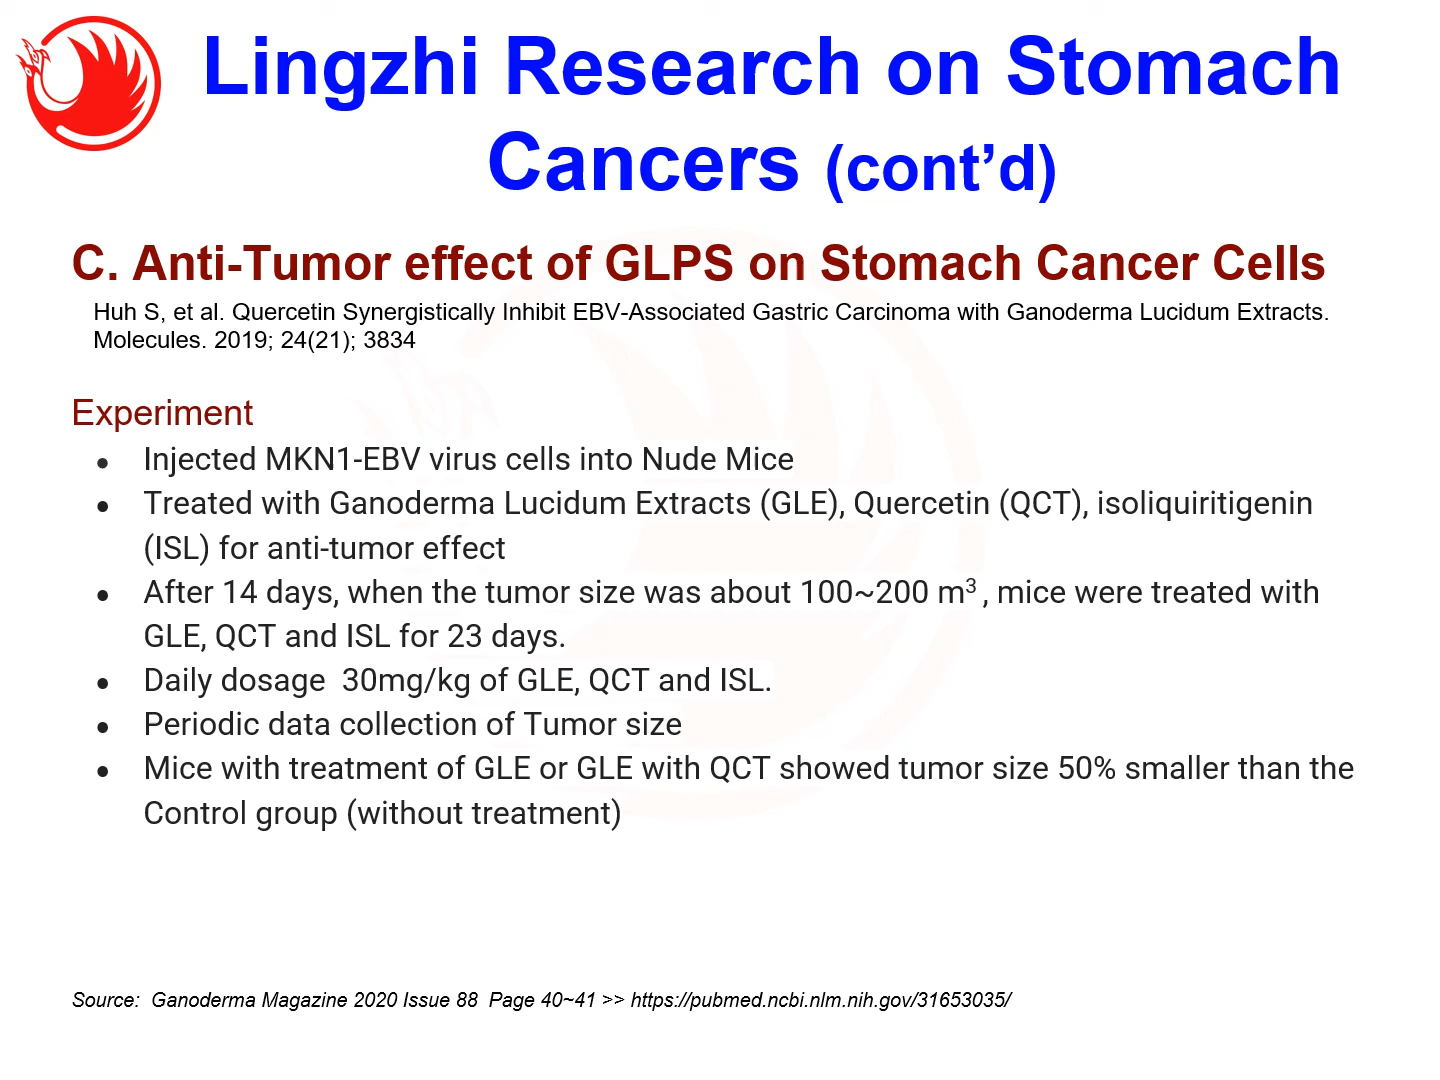 Lingzhi Research on Stomach
Cancers (cont’d)
C. Anti-Tumor effect of GLPS on Stomach Cancer Cells
Huh S, et al. Quercetin Synergistically Inhibit EBV-Associated Gastric Carcinoma with Ganoderma Lucidum Extracts.
Molecules. 2019; 24(21); 3834
Experiment
● Injected MKN1-EBV virus cells into Nude Mice
● Treated with Ganoderma Lucidum Extracts (GLE), Quercetin (QCT), isoliquiritigenin
(ISL) for anti-tumor effect
● After 14 days, when the tumor size was about 100~200 m³ , mice were treated with
GLE, QCT and ISL for 23 days.
● Daily dosage  30mg/kg of GLE, QCT and ISL.
● Periodic data collection of Tumor size
● Mice with treatment of GLE or GLE with QCT showed tumor size 50% smaller than the
Control group (without treatment)
Source:  Ganoderma Magazine 2020 Issue 88  Page 40~41 >> https://pubmed.ncbi.nlm.nih.gov/31653035/